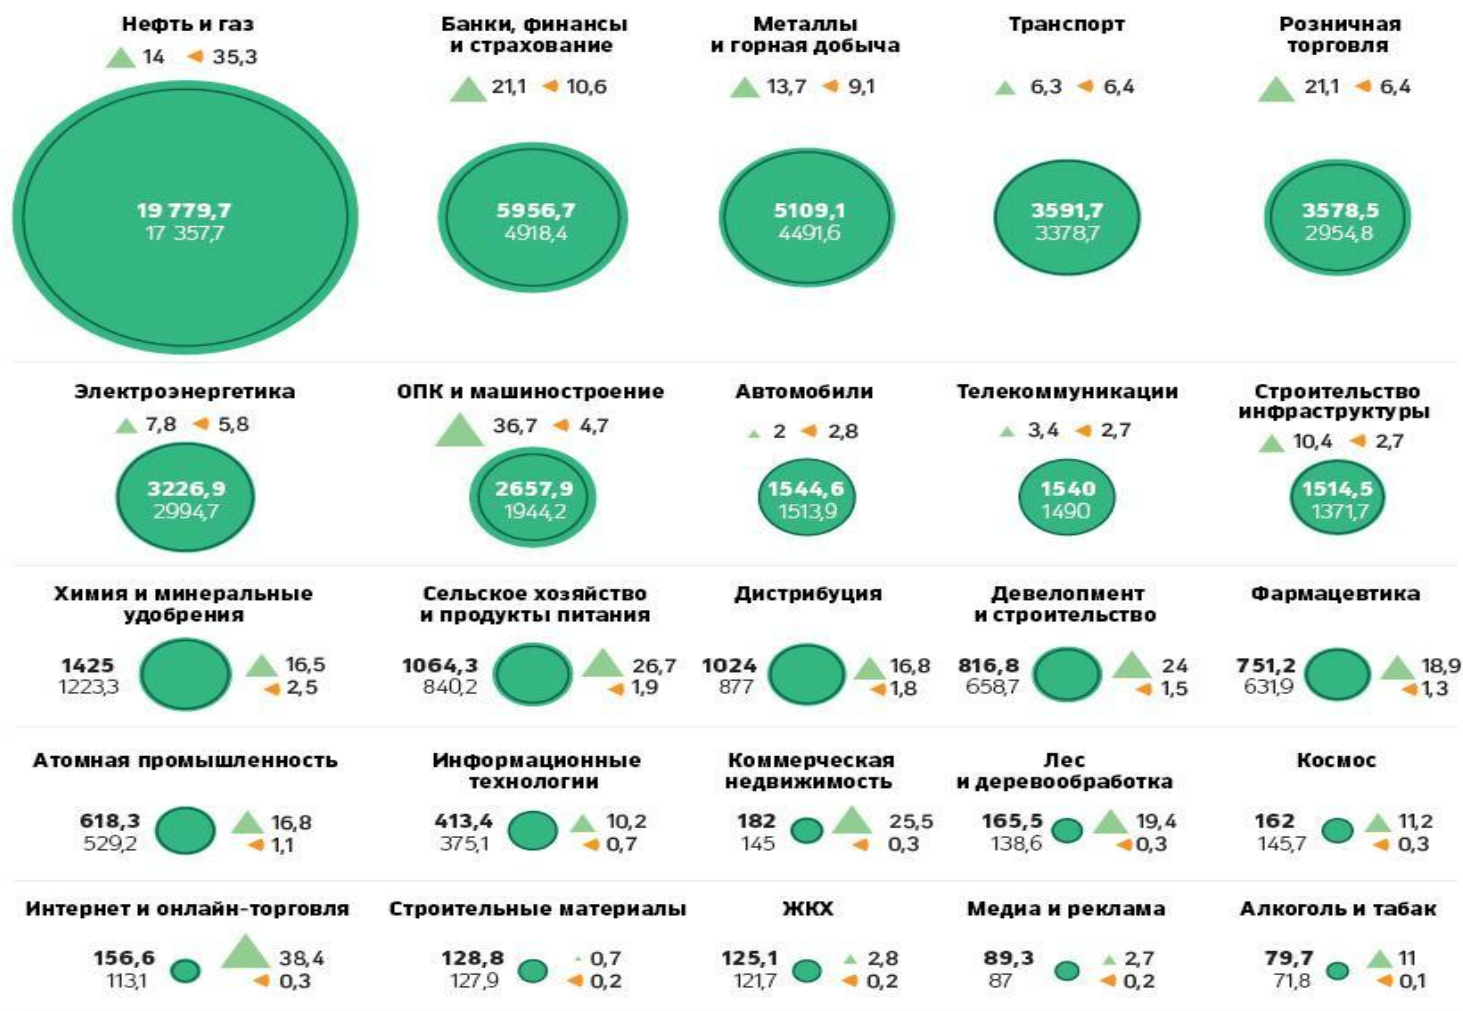 Нефть и газ
14 35,3
19 779,7
17 357,7
Банки, финансы
и страхование
21,1 10,6
5956,7
4918,4
Металлы
и горная добыча
13,7 9,1
5109,1
4491,6
Транспорт
6,3 6,4
3591,7
3378,7
Розничная
торговля
21,1 6,4
3578,5
2954,8
Электроэнергетика
7,8 5,8
3226,9
2994,7
ОПК и машиностроение
36,7 4,7
2657,9
1944,2
Автомобили
2 2,8
1544,6
1513,9
Телекоммуникации
3,4 2,7
1540
1490
Строительство
инфраструктуры
10,4 2,7
1514,5
1371,7
Химия и минеральные
удобрения
1425 16,5
1223,3 2,5
Сельское хозяйство
и продукты питания
1064,3 26,7
840,2 1,9
Дистрибуция
1024 16,8
877 1,8
Девелопмент
и строительство
816,8 24
658,7 1,5
Фармацевтика
751,2 18,9
631,9 1,3
Атомная промышленность
618,3 16,8
529,2 1,1
Информационные
технологии
413,4 10,2
375,1 0,7
Коммерческая
недвижимость
182 25,5
145 0,3
Лес
и деревообработка
165,5 19,4
138,6 0,3
Космос
162 11,2
145,7 0,3
Интернет и онлайн-торговля
156,6 38,4
113,1 0,3
Строительные материалы
128,8 0,7
127,9 0,2
ЖКХ
125,1 2,8
121,7 0,2
Медиа и реклама
89,3 2,7
87 0,2
Алкоголь и табак
79,7 11
71,8 0,1